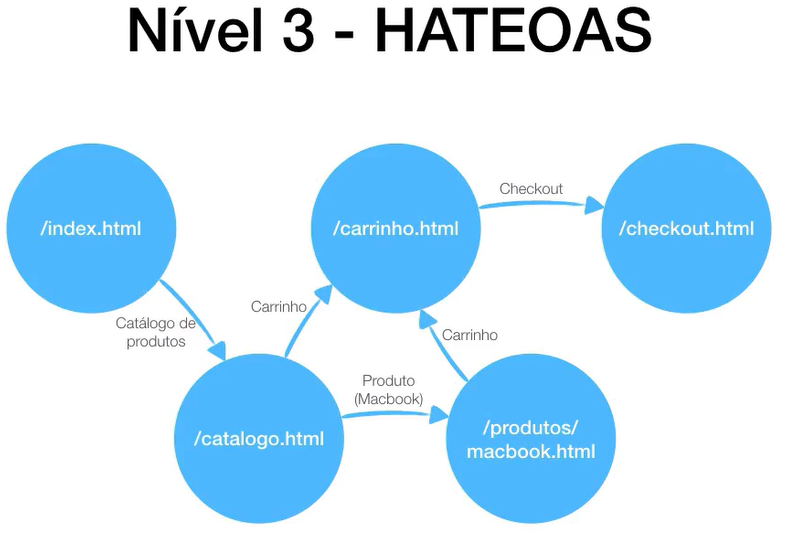 Nível 3 - HATEOAS
/index.html
/carrinho.html
Checkout
/checkout.html
Catálogo de
produtos
Carrinho
Carrinho
Produto
(Macbook)
/catalogo.html
/produtos/
macbook.html